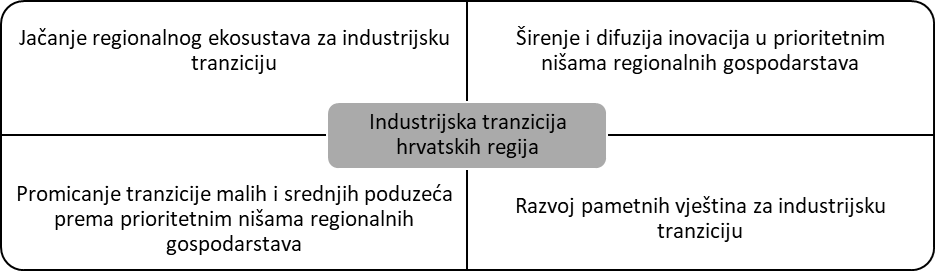 Jačanje regionalnog ekosustava za industrijsku
tranziciju
Širenje i difuzija inovacija u prioritetnim
nišama regionalnih gospodarstava
Industrijska tranzicija
hrvatskih regija
Promicanje tranzicije malih i srednjih poduzeća
prema prioritetnim nišama regionalnih
gospodarstava
Razvoj pametnih vještina za industrijsku
tranziciju